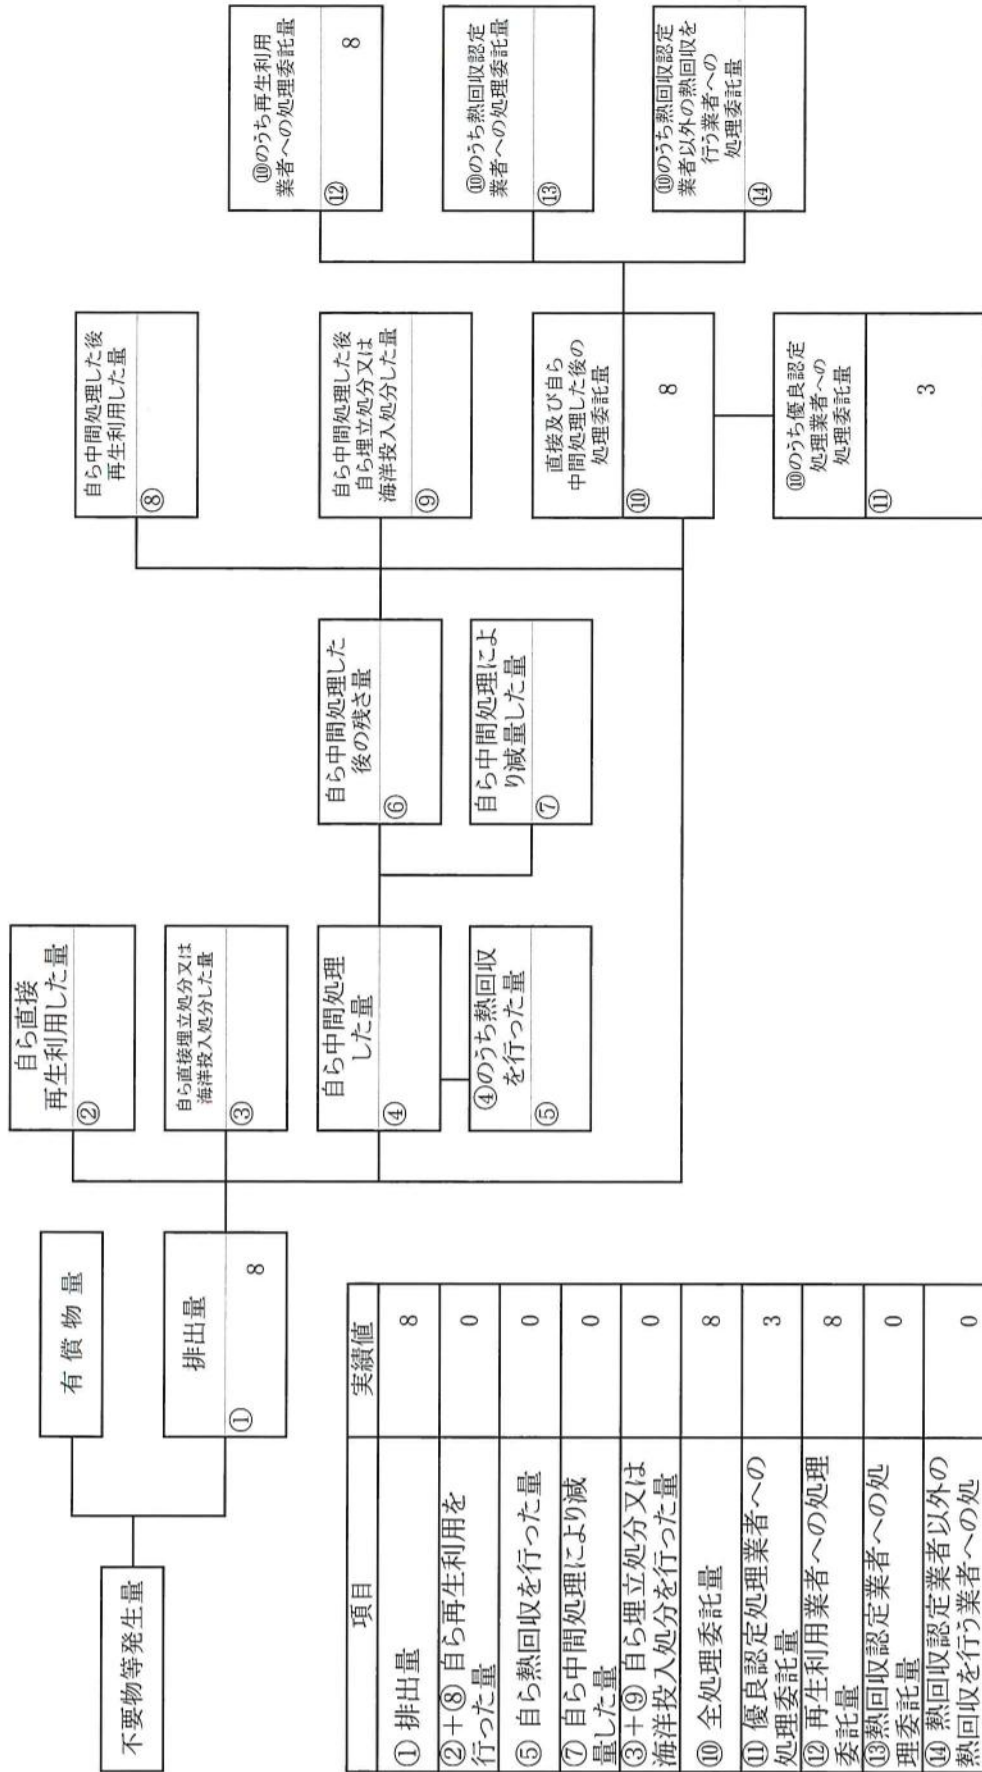 不要物等発生量
有償物量
排出量
①
8
自ら直接
再生利用した量
②
自ら直接埋立処分又は
海洋投入処分した量
③
自ら中間処理
した量
④
④のうち熱回収
を行った量
⑤
自ら中間処理した
後の残さ量
⑥
自ら中間処理によ
り減量した量
⑦
自ら中間処理した後
再生利用した量
⑧
自ら中間処理した後
自ら埋立処分又は
海洋投入処分した量
⑨
直接及び自ら
中間処理した後の
処理委託量
⑩
8
⑩のうち優良認定
処理業者への
処理委託量
⑪
3
⑩のうち再生利用
業者への処理委託量
⑫
8
⑩のうち熱回収認定
業者への処理委託量
⑬
⑩のうち熱回収認定
業者以外の熱回収を
行う業者への
処理委託量
⑭
項目 実績値
① 排出量 8
②+⑧ 自ら再生利用を
行った量 0
⑤ 自ら熱回収を行った量 0
⑦ 自ら中間処理により減
量した量 0
③+⑨ 自ら埋立処分又は
海洋投入処分を行った量 0
⑩ 全処理委託量 8
⑪ 優良認定処理業者への
処理委託量 3
⑫ 再生利用業者への処理
委託量 8
⑬熱回収認定業者への処
理委託量 0
⑭ 熱回収認定業者以外の
熱回収を行う業者への処 0